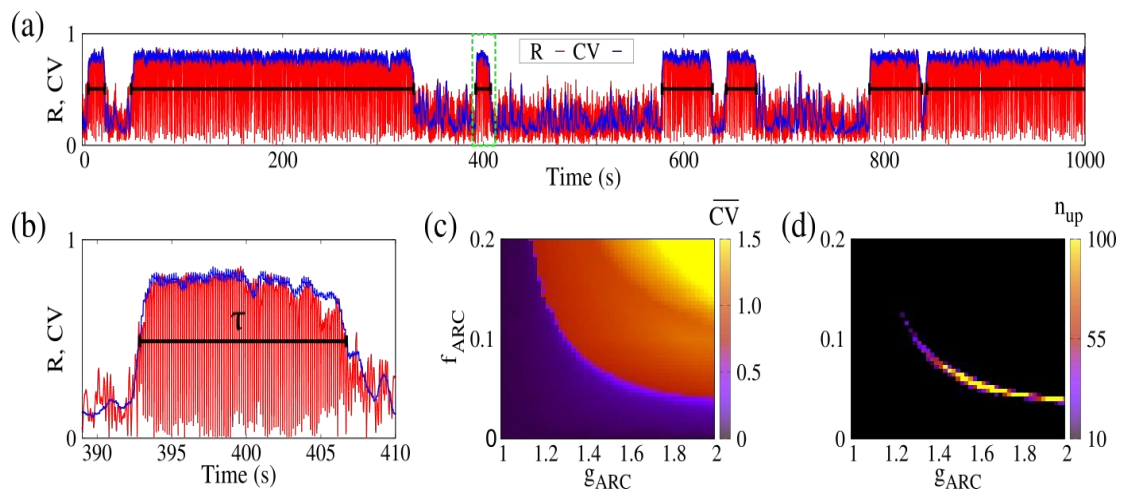 (a)
1
R, CV
0
R – CV –
0 200 400 600 800 1000
Time (s)
(b)
1
R, CV
0
τ
390 395 400 405 410
Time (s)
(c)
CV
0.2
0.1
0
f_ARC
1 1.2 1.4 1.6 1.8 2
g_ARC
1.5
1.0
0.5
0
(d)
n_up
0.2
0.1
0
1 1.2 1.4 1.6 1.8 2
g_ARC
100
55
10